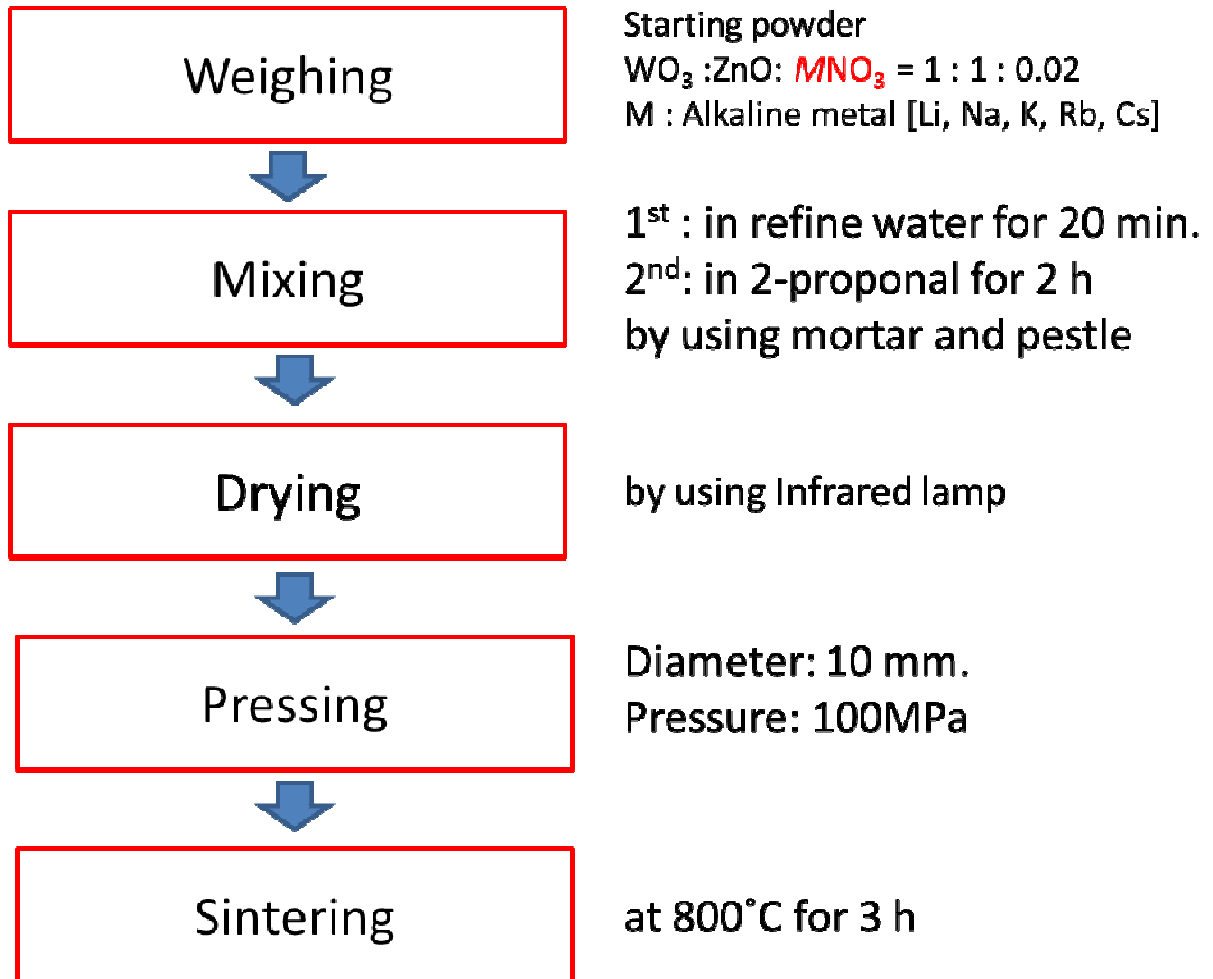 Weighing
Starting powder
WO₃ :ZnO: MNO₃ = 1 : 1 : 0.02
M : Alkaline metal [Li, Na, K, Rb, Cs]
Mixing
1ˢᵗ : in refine water for 20 min.
2ⁿᵈ: in 2-proponal for 2 h
by using mortar and pestle
Drying
by using Infrared lamp
Pressing
Diameter: 10 mm.
Pressure: 100MPa
Sintering
at 800˚C for 3 h